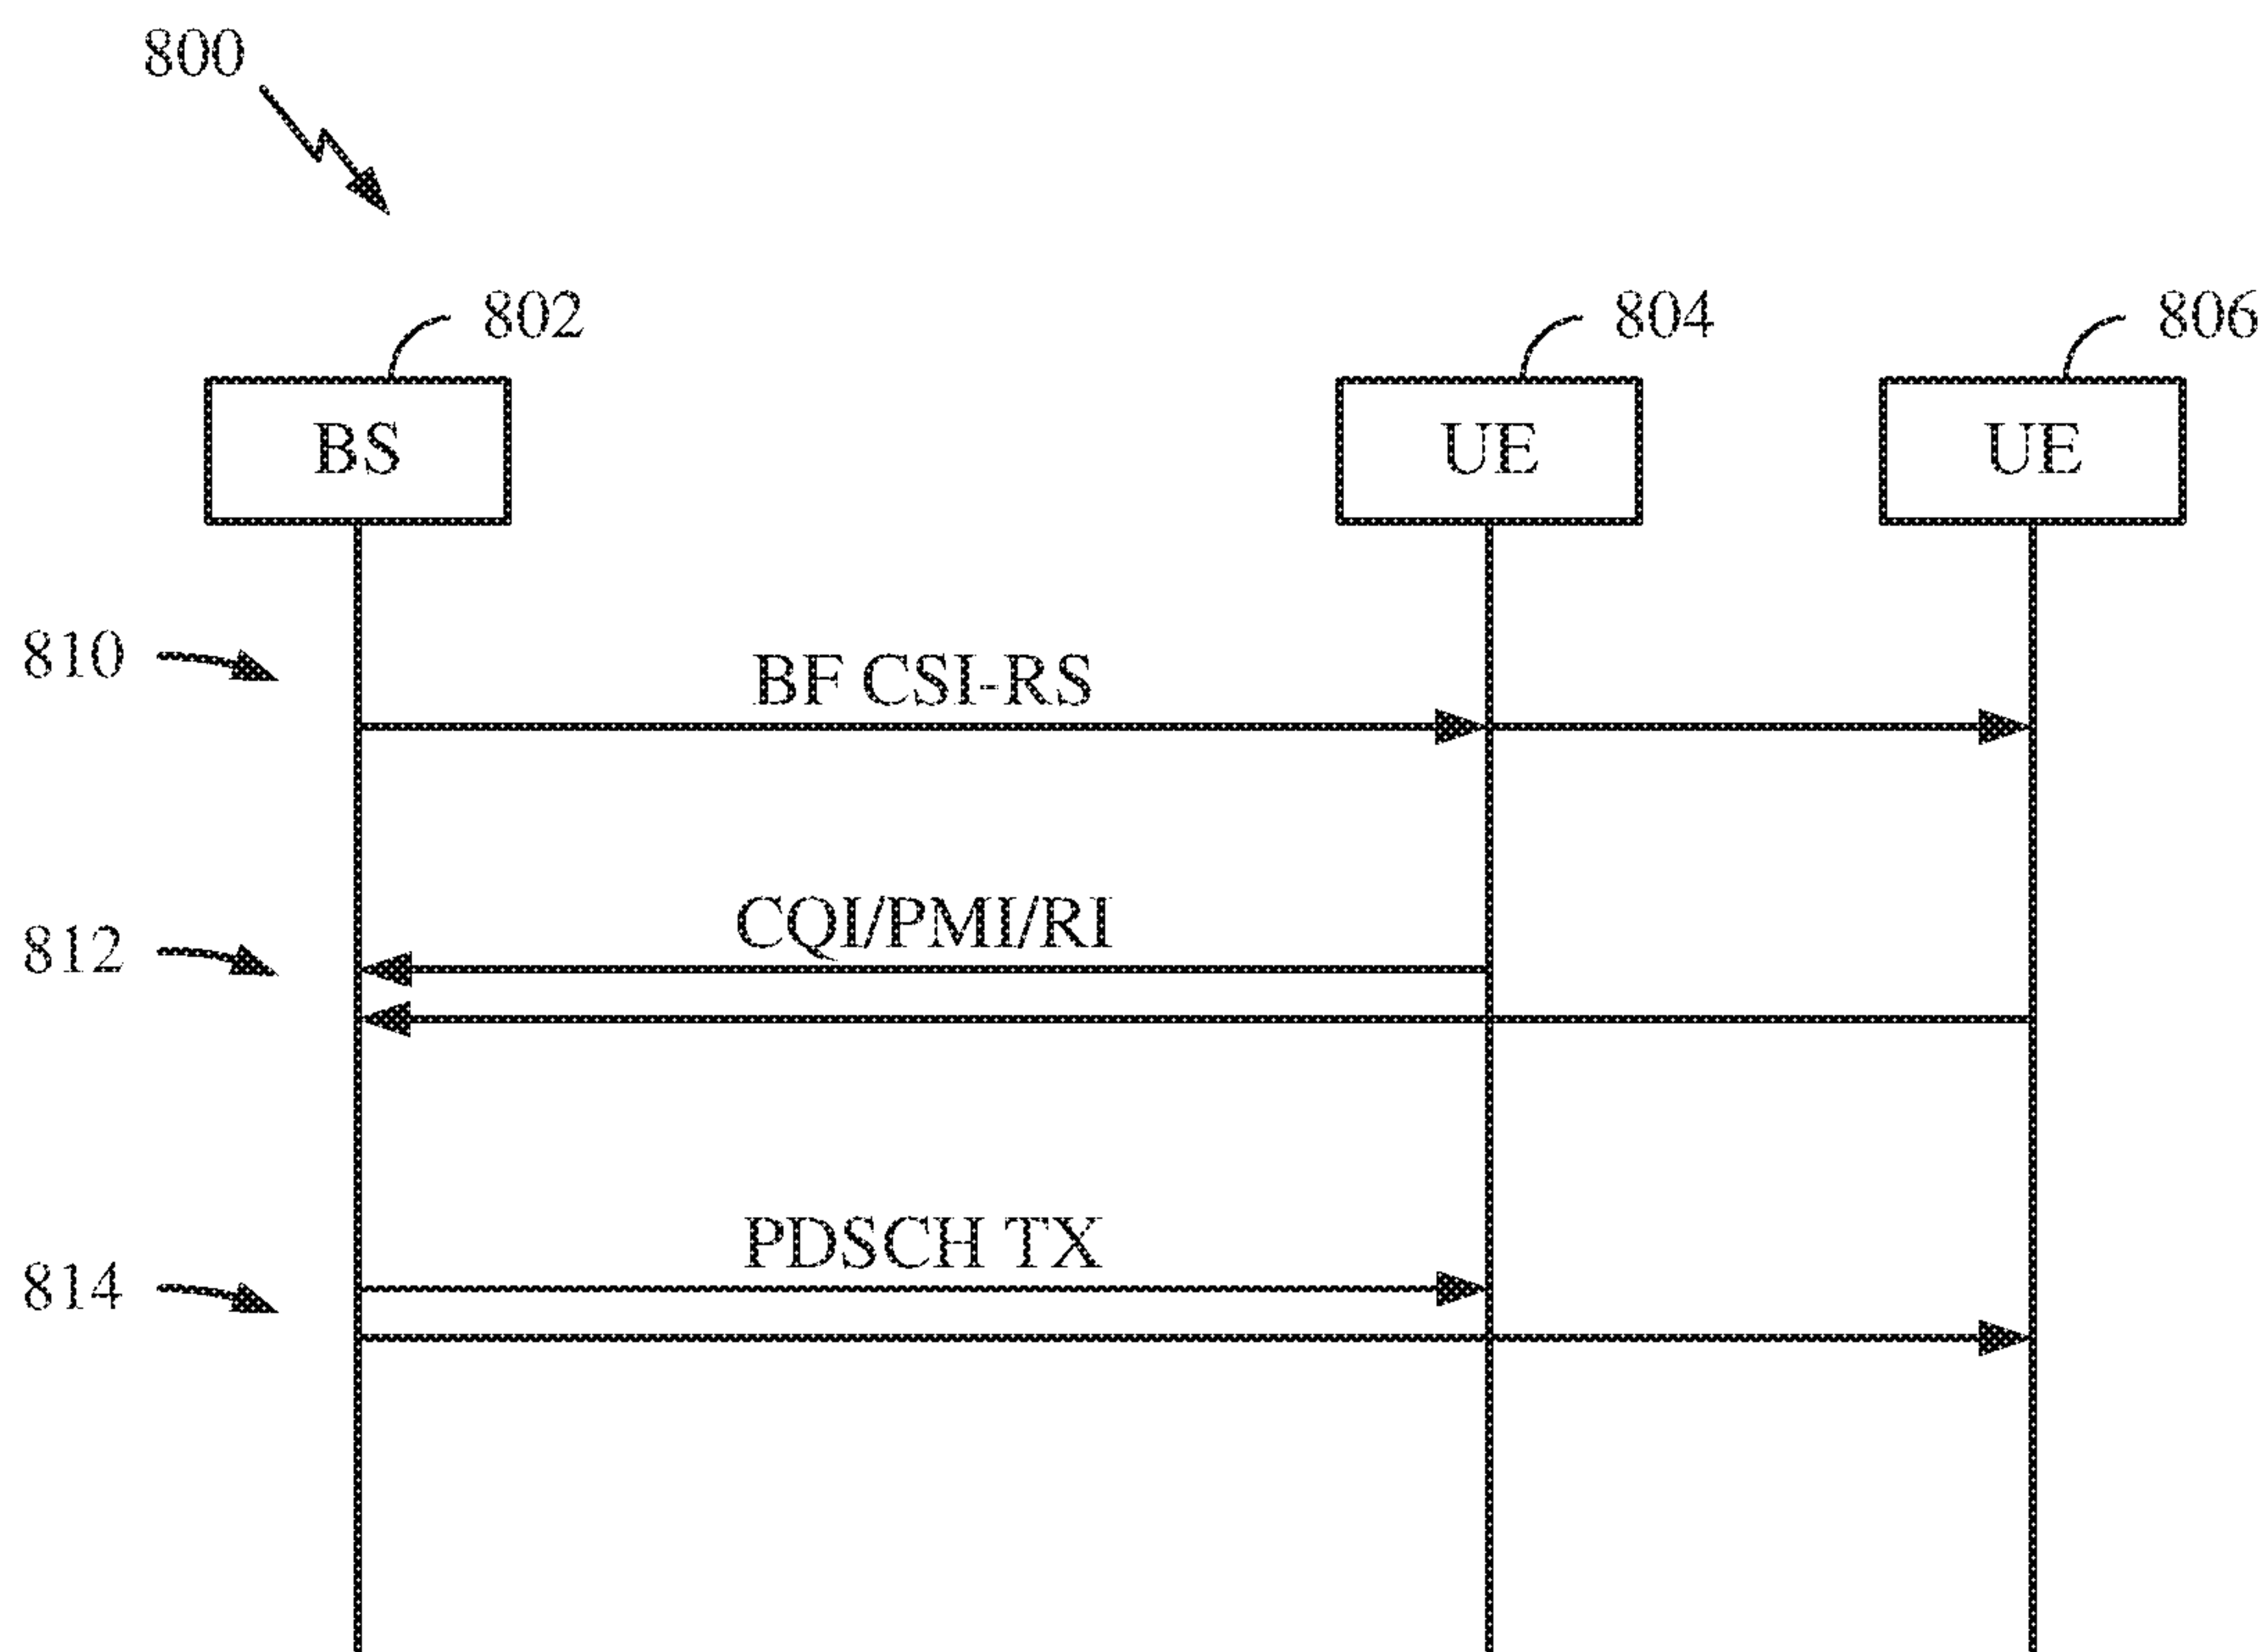 800
802
804
806
BS
UE
UE
810
BF CSI-RS
812
CQI/PMI/RI
814
PDSCH TX